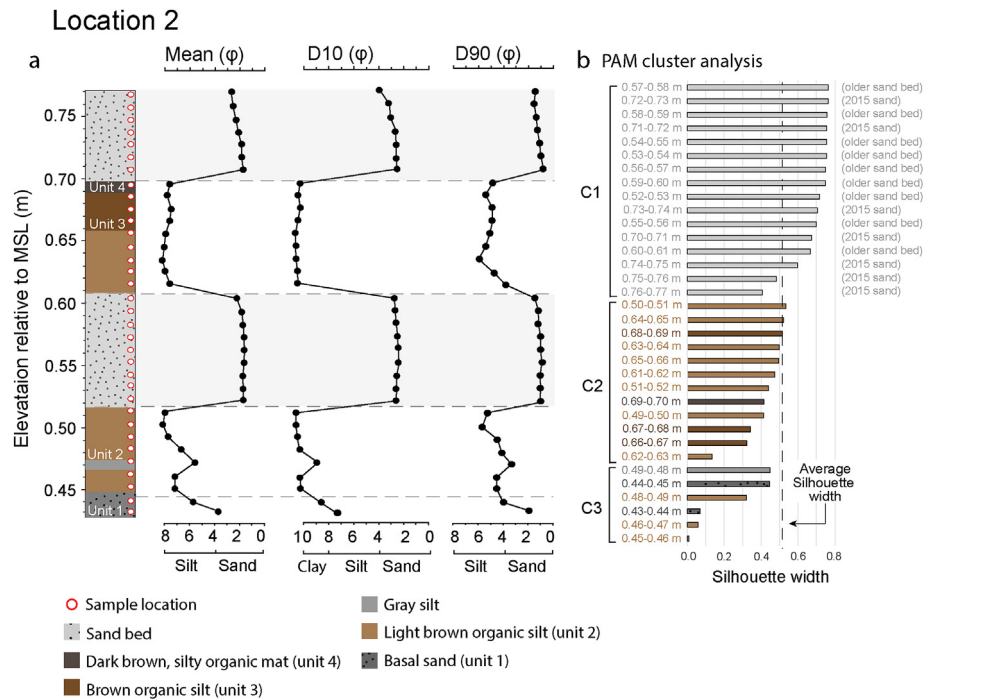 Location 2
a
Mean (φ)
D10 (φ)
D90 (φ)
b PAM cluster analysis
Elevataion relative to MSL (m)
0.75
0.70
0.65
0.60
0.55
0.50
0.45
Unit 4
Unit 3
Unit 2
Unit 1
8 6 4 2 0
Silt Sand
10 8 6 4 2 0
Clay Silt Sand
8 6 4 2 0
Silt Sand
C1
0.57-0.58 m (older sand bed)
0.72-0.73 m (2015 sand)
0.58-0.59 m (older sand bed)
0.71-0.72 m (2015 sand)
0.54-0.55 m (older sand bed)
0.53-0.54 m (older sand bed)
0.56-0.57 m (older sand bed)
0.59-0.60 m (older sand bed)
0.52-0.53 m (older sand bed)
0.73-0.74 m (2015 sand)
0.55-0.56 m (older sand bed)
0.70-0.71 m (2015 sand)
0.60-0.61 m (older sand bed)
0.74-0.75 m (2015 sand)
0.75-0.76 m (2015 sand)
0.76-0.77 m (2015 sand)
C2
0.50-0.51 m
0.64-0.65 m
0.68-0.69 m
0.63-0.64 m
0.65-0.66 m
0.61-0.62 m
0.51-0.52 m
0.69-0.70 m
0.49-0.50 m
0.67-0.68 m
0.66-0.67 m
0.62-0.63 m
C3
0.49-0.48 m
0.44-0.45 m
0.48-0.49 m
0.43-0.44 m
0.46-0.47 m
0.45-0.46 m
Average
Silhouette
width
0.0 0.2 0.4 0.6 0.8
Silhouette width
Sample location
Sand bed
Dark brown, silty organic mat (unit 4)
Brown organic silt (unit 3)
Gray silt
Light brown organic silt (unit 2)
Basal sand (unit 1)